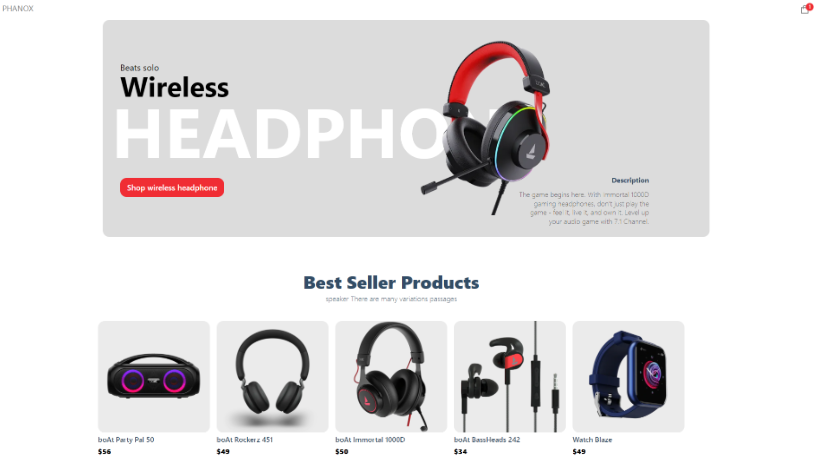 PHANOX
1
Beats solo
Wireless
HEADPHO
Shop wireless headphone
Description
The game begins here. With Immortal 1000D
gaming headphones, don't just play the
game - feel it, live it, and own it. Level up
your audio game with 7.1 Channel.
Best Seller Products
speaker There are many variations passages
boAt Party Pal 50
boAt Rockerz 451
boAt Immortal 1000D
boAt BassHeads 242
Watch Blaze
$56
$49
$50
$34
$49